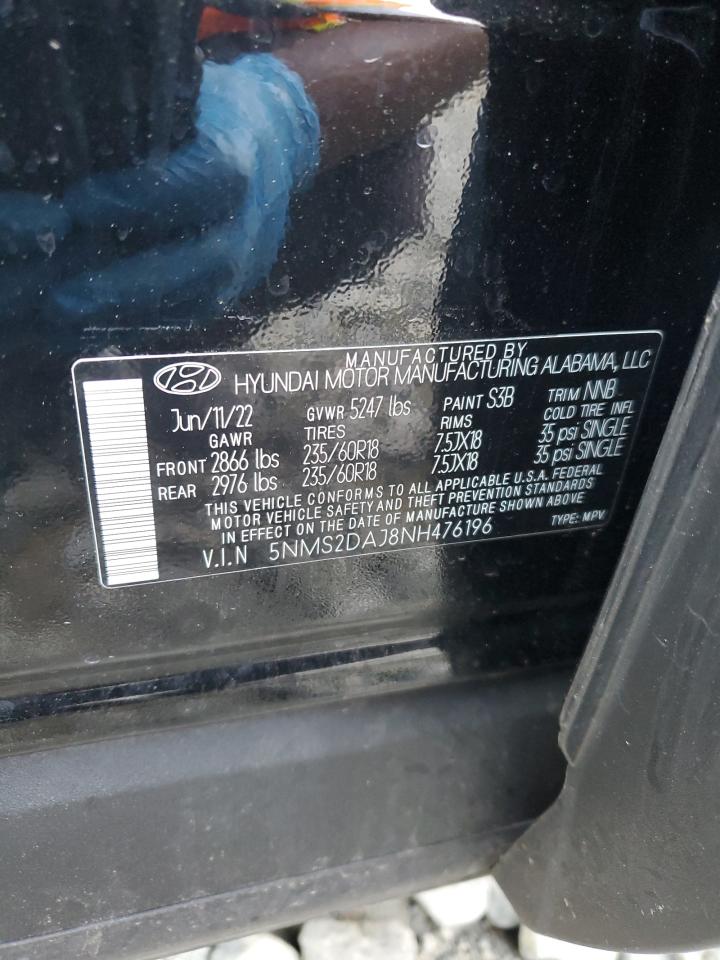 MANUFACTURED BY
HYUNDAI MOTOR MANUFACTURING ALABAMA, LLC
Jun/11/22 GVWR 5247 lbs PAINT S3B TRIM NNB
GAWR TIRES RIMS COLD TIRE INFL
FRONT 2866 lbs 235/60R18 7.5JX18 35 psi SINGLE
REAR 2976 lbs 235/60R18 7.5JX18 35 psi SINGLE
THIS VEHICLE CONFORMS TO ALL APPLICABLE U.S.A. FEDERAL
MOTOR VEHICLE SAFETY AND THEFT PREVENTION STANDARDS
IN EFFECT ON THE DATE OF MANUFACTURE SHOWN ABOVE
V.I.N 5NMS2DAJ8NH476196 TYPE: MPV